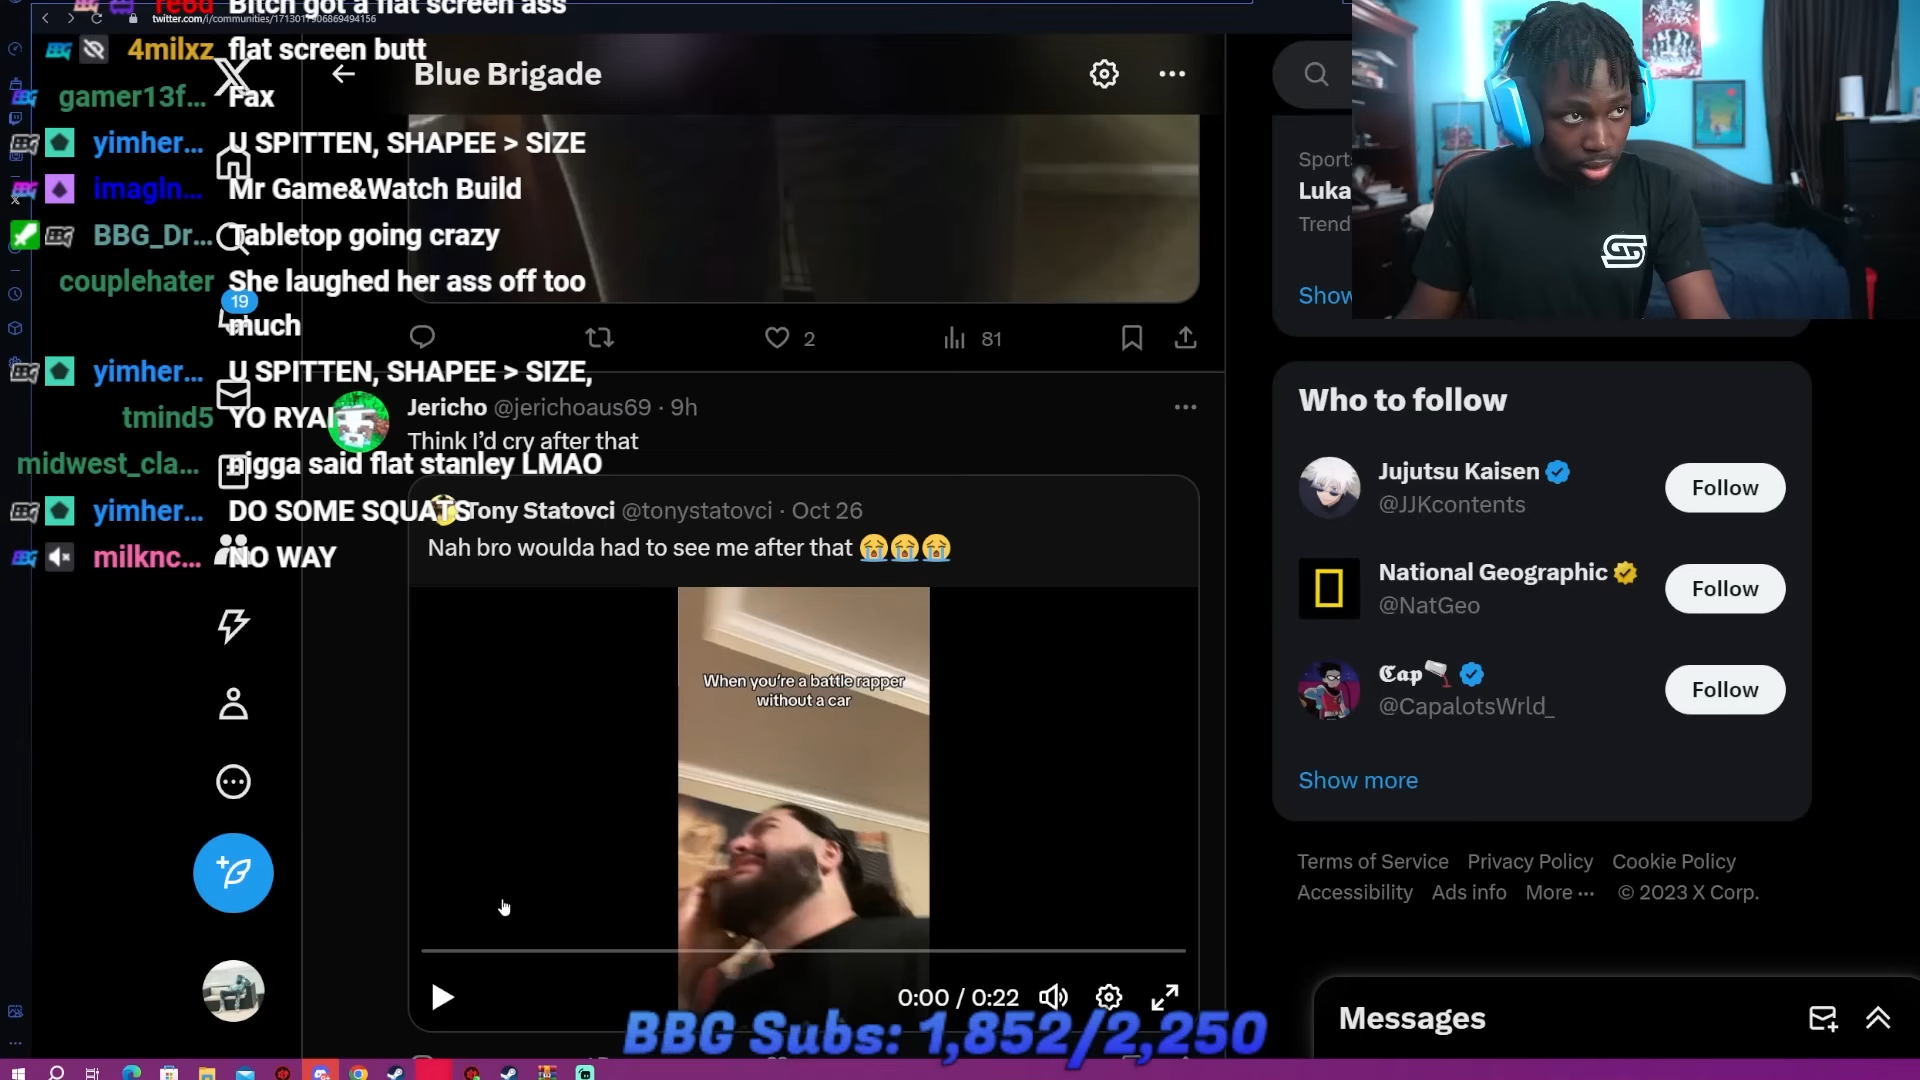 re6d Bitch got a flat screen ass
twitter.com/i/communities/1713017906869494156
4milxz flat screen butt
gamer13f... Fax
yimher... U SPITTEN, SHAPEE > SIZE
imagln... Mr Game&Watch Build
BBG_Dr... Tabletop going crazy
couplehater She laughed her ass off too
much
yimher... U SPITTEN, SHAPEE > SIZE,
tmind5 YO RYAI
midwest_cla... nigga said flat stanley LMAO
yimher... DO SOME SQUATS
milknc... NO WAY
19
Blue Brigade
2
81
Jericho @jerichoaus69 · 9h
Think I’d cry after that
Tony Statovci @tonystatovci · Oct 26
Nah bro woulda had to see me after that 😭😭😭
When you're a battle rapper
without a car
0:00 / 0:22
BBG Subs: 1,852/2,250
Sport
Luka
Trend
Show
Who to follow
Jujutsu Kaisen
@JJKcontents
Follow
National Geographic
@NatGeo
Follow
Cap
@CapalotsWrld_
Follow
Show more
Terms of Service Privacy Policy Cookie Policy
Accessibility Ads info More ··· © 2023 X Corp.
Messages